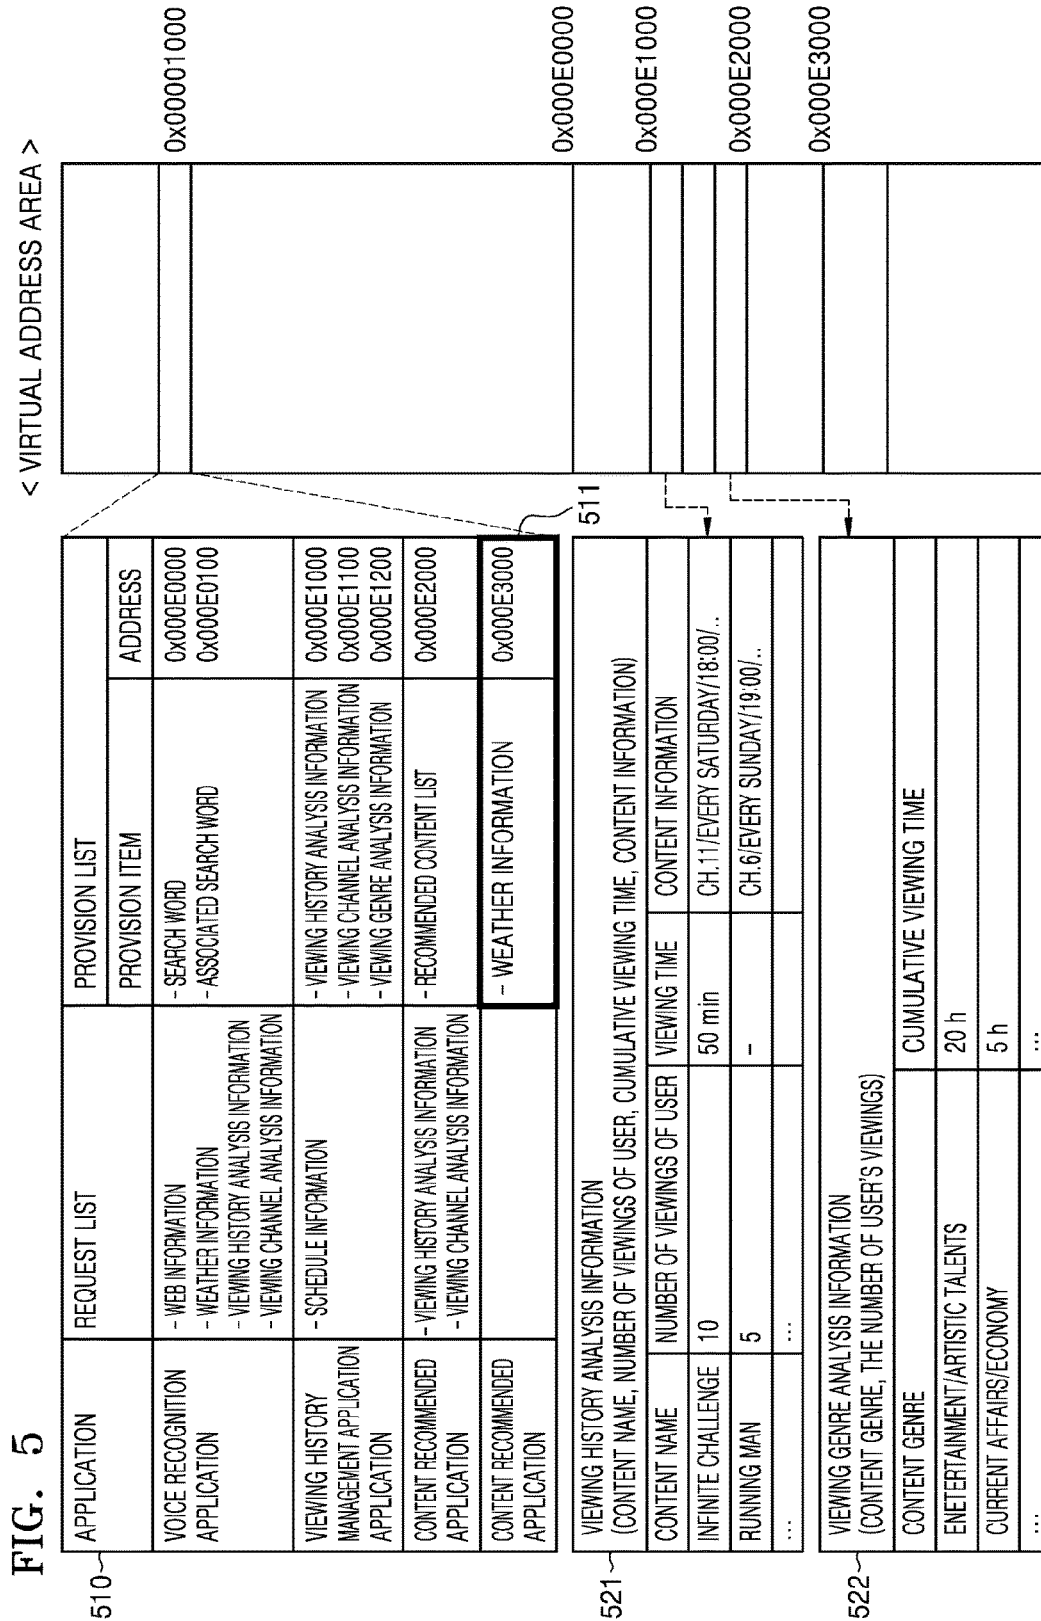 FIG. 5
< VIRTUAL ADDRESS AREA >
510
APPLICATION
REQUEST LIST
PROVISION LIST
PROVISION ITEM
ADDRESS
VOICE RECOGNITION
APPLICATION
- WEB INFORMATION
- WEATHER INFORMATION
- VIEWING HISTORY ANALYSIS INFORMATION
- VIEWING CHANNEL ANALYSIS INFORMATION
- SEARCH WORD
- ASSOCIATED SEARCH WORD
0x000E0000
0x000E0100
VIEWING HISTORY
MANAGEMENT APPLICATION
APPLICATION
- SCHEDULE INFORMATION
- VIEWING HISTORY ANALYSIS INFORMATION
- VIEWING CHANNEL ANALYSIS INFORMATION
- VIEWING GENRE ANALYSIS INFORMATION
0x000E1000
0x000E1100
0x000E1200
CONTENT RECOMMENDED
APPLICATION
- VIEWING HISTORY ANALYSIS INFORMATION
- VIEWING CHANNEL ANALYSIS INFORMATION
- RECOMMENDED CONTENT LIST
0x000E2000
CONTENT RECOMMENDED
APPLICATION
- WEATHER INFORMATION
0x000E3000
511
521
VIEWING HISTORY ANALYSIS INFORMATION
(CONTENT NAME, NUMBER OF VIEWINGS OF USER, CUMULATIVE VIEWING TIME, CONTENT INFORMATION)
CONTENT NAME
NUMBER OF VIEWINGS OF USER
VIEWING TIME
CONTENT INFORMATION
INFINITE CHALLENGE
10
50 min
CH.11/EVERY SATURDAY/18:00/..
RUNNING MAN
5
–
CH.6/EVERY SUNDAY/19:00/..
...
...
522
VIEWING GENRE ANALYSIS INFORMATION
(CONTENT GENRE, THE NUMBER OF USER'S VIEWINGS)
CONTENT GENRE
CUMULATIVE VIEWING TIME
ENETERTAINMENT/ARTISTIC TALENTS
20 h
CURRENT AFFAIRS/ECONOMY
5 h
...
...
0x00001000
0x000E0000
0x000E1000
0x000E2000
0x000E3000